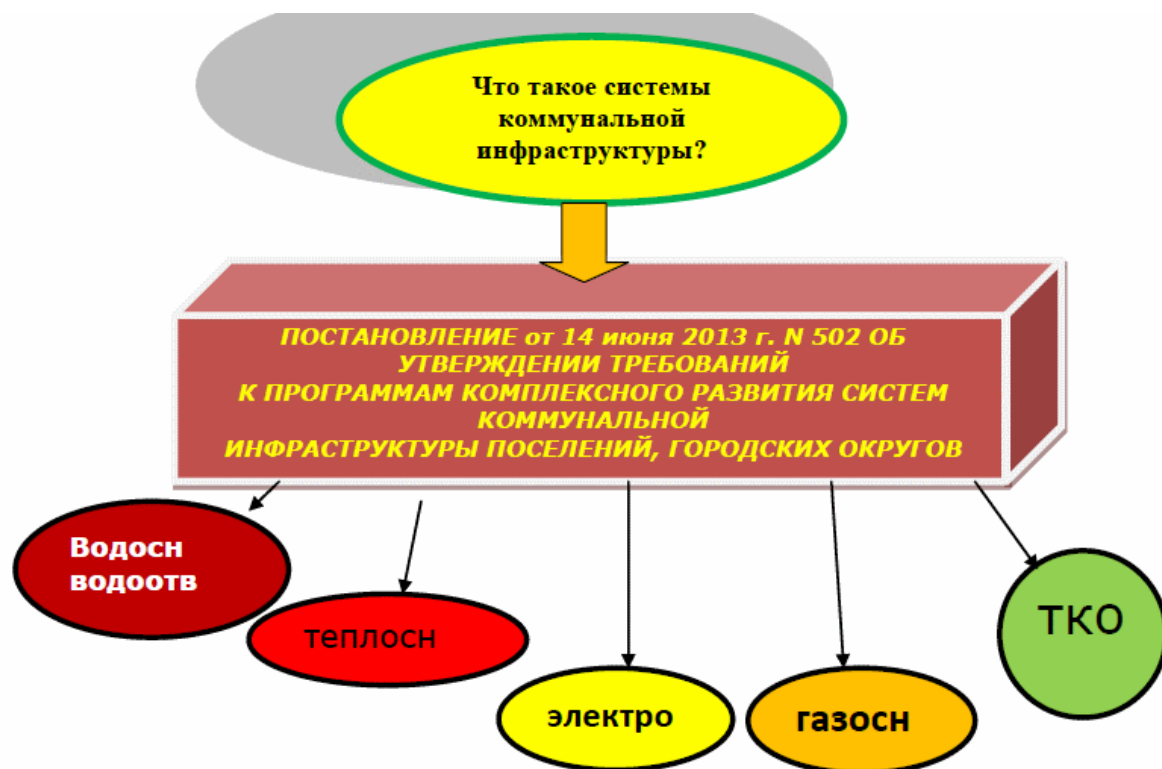 Что такое системы
коммунальной
инфраструктуры?
ПОСТАНОВЛЕНИЕ от 14 июня 2013 г. N 502 ОБ
УТВЕРЖДЕНИИ ТРЕБОВАНИЙ
К ПРОГРАММАМ КОМПЛЕКСНОГО РАЗВИТИЯ СИСТЕМ
КОММУНАЛЬНОЙ
ИНФРАСТРУКТУРЫ ПОСЕЛЕНИЙ, ГОРОДСКИХ ОКРУГОВ
Водосн
водоотв
теплосн
электро
газосн
ТКО